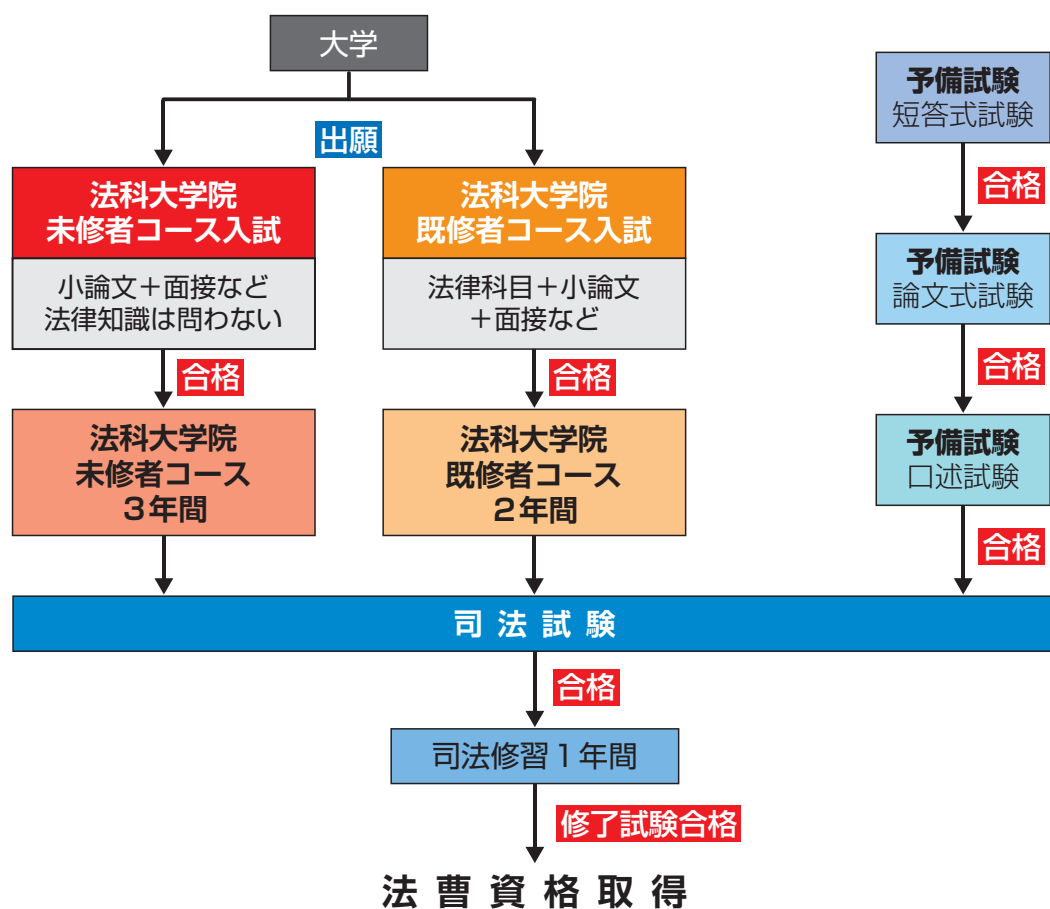 大学
出願
法科大学院
未修者コース入試
小論文＋面接など
法律知識は問わない
合格
法科大学院
未修者コース
３年間
法科大学院
既修者コース入試
法律科目＋小論文
＋面接など
合格
法科大学院
既修者コース
２年間
予備試験
短答式試験
合格
予備試験
論文式試験
合格
予備試験
口述試験
合格
司法試験
合格
司法修習１年間
修了試験合格
法曹資格取得